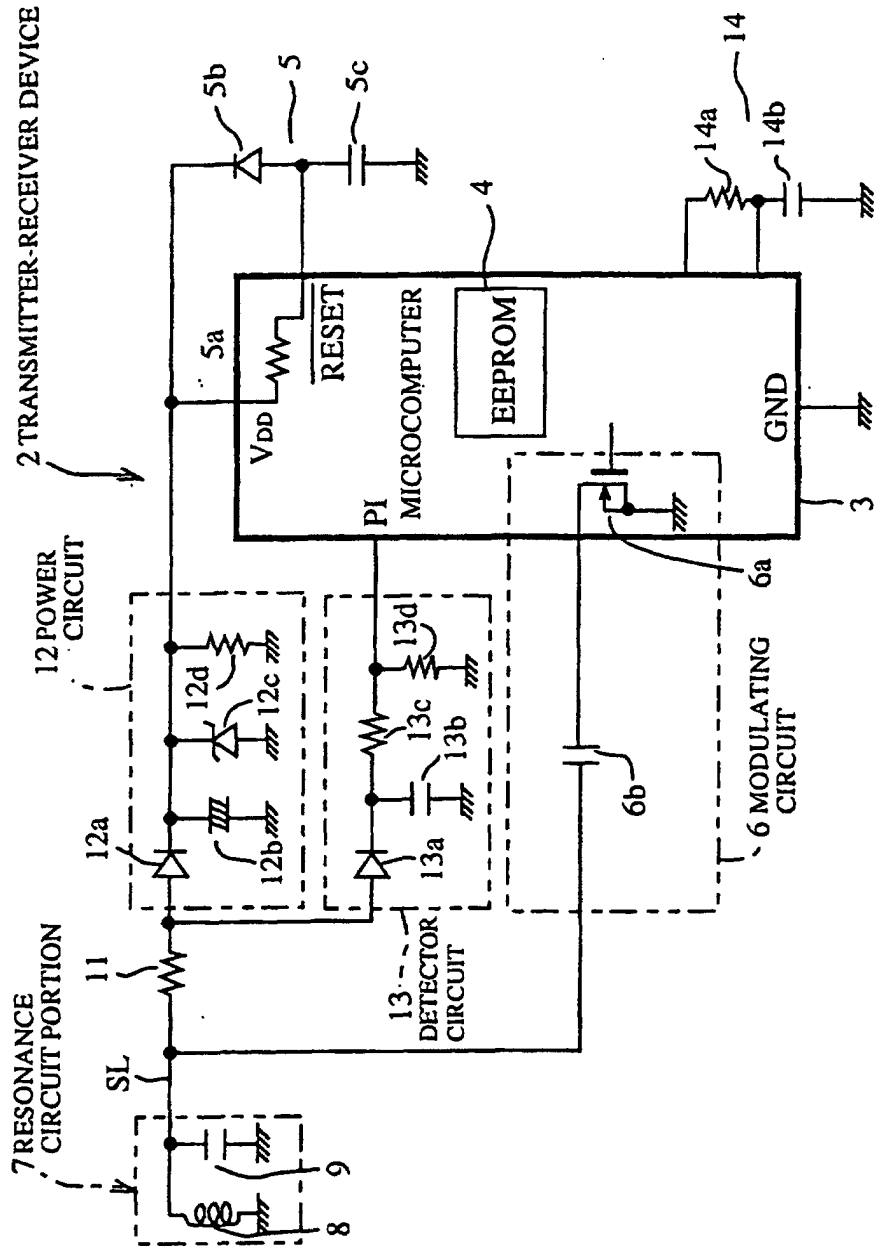 2 TRANSMITTER-RECEIVER DEVICE
7 RESONANCE
CIRCUIT PORTION
SL
8
9
11
12 POWER
CIRCUIT
12a
12b
12c
12d
13
DETECTOR
CIRCUIT
13a
13b
13c
13d
6 MODULATING
CIRCUIT
6b
6a
VDD
5a
RESET
PI
MICROCOMPUTER
EEPROM
4
GND
3
5b
5
5c
14
14a
14b